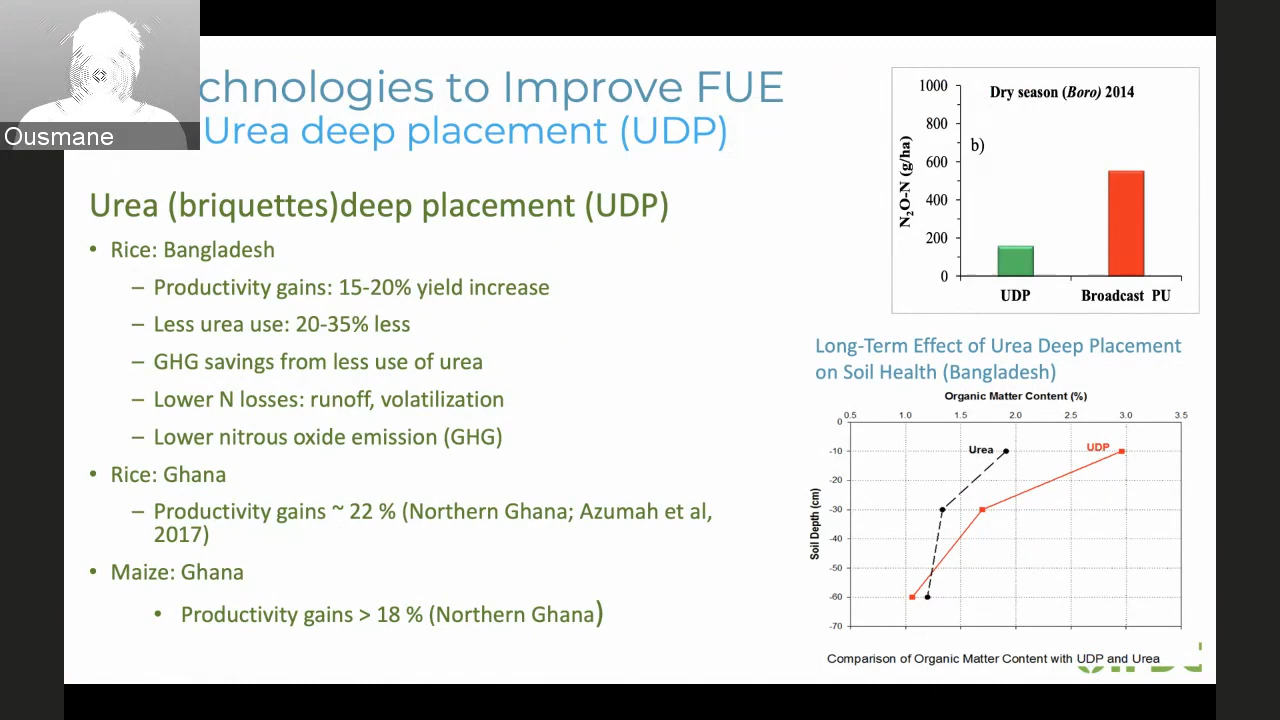 Ousmane
chnologies to Improve FUE
Urea deep placement (UDP)
Urea (briquettes)deep placement (UDP)
• Rice: Bangladesh
– Productivity gains: 15-20% yield increase
– Less urea use: 20-35% less
– GHG savings from less use of urea
– Lower N losses: runoff, volatilization
– Lower nitrous oxide emission (GHG)
• Rice: Ghana
– Productivity gains ~ 22 % (Northern Ghana; Azumah et al,
2017)
• Maize: Ghana
• Productivity gains > 18 % (Northern Ghana)
Dry season (Boro) 2014
b)
N₂O-N (g/ha)
1000
800
600
400
200
0
UDP Broadcast PU
Long-Term Effect of Urea Deep Placement
on Soil Health (Bangladesh)
Organic Matter Content (%)
0.5 1.0 1.5 2.0 2.5 3.0 3.5
Soil Depth (cm)
0
-10
-20
-30
-40
-50
-60
-70
Urea
UDP
Comparison of Organic Matter Content with UDP and Urea